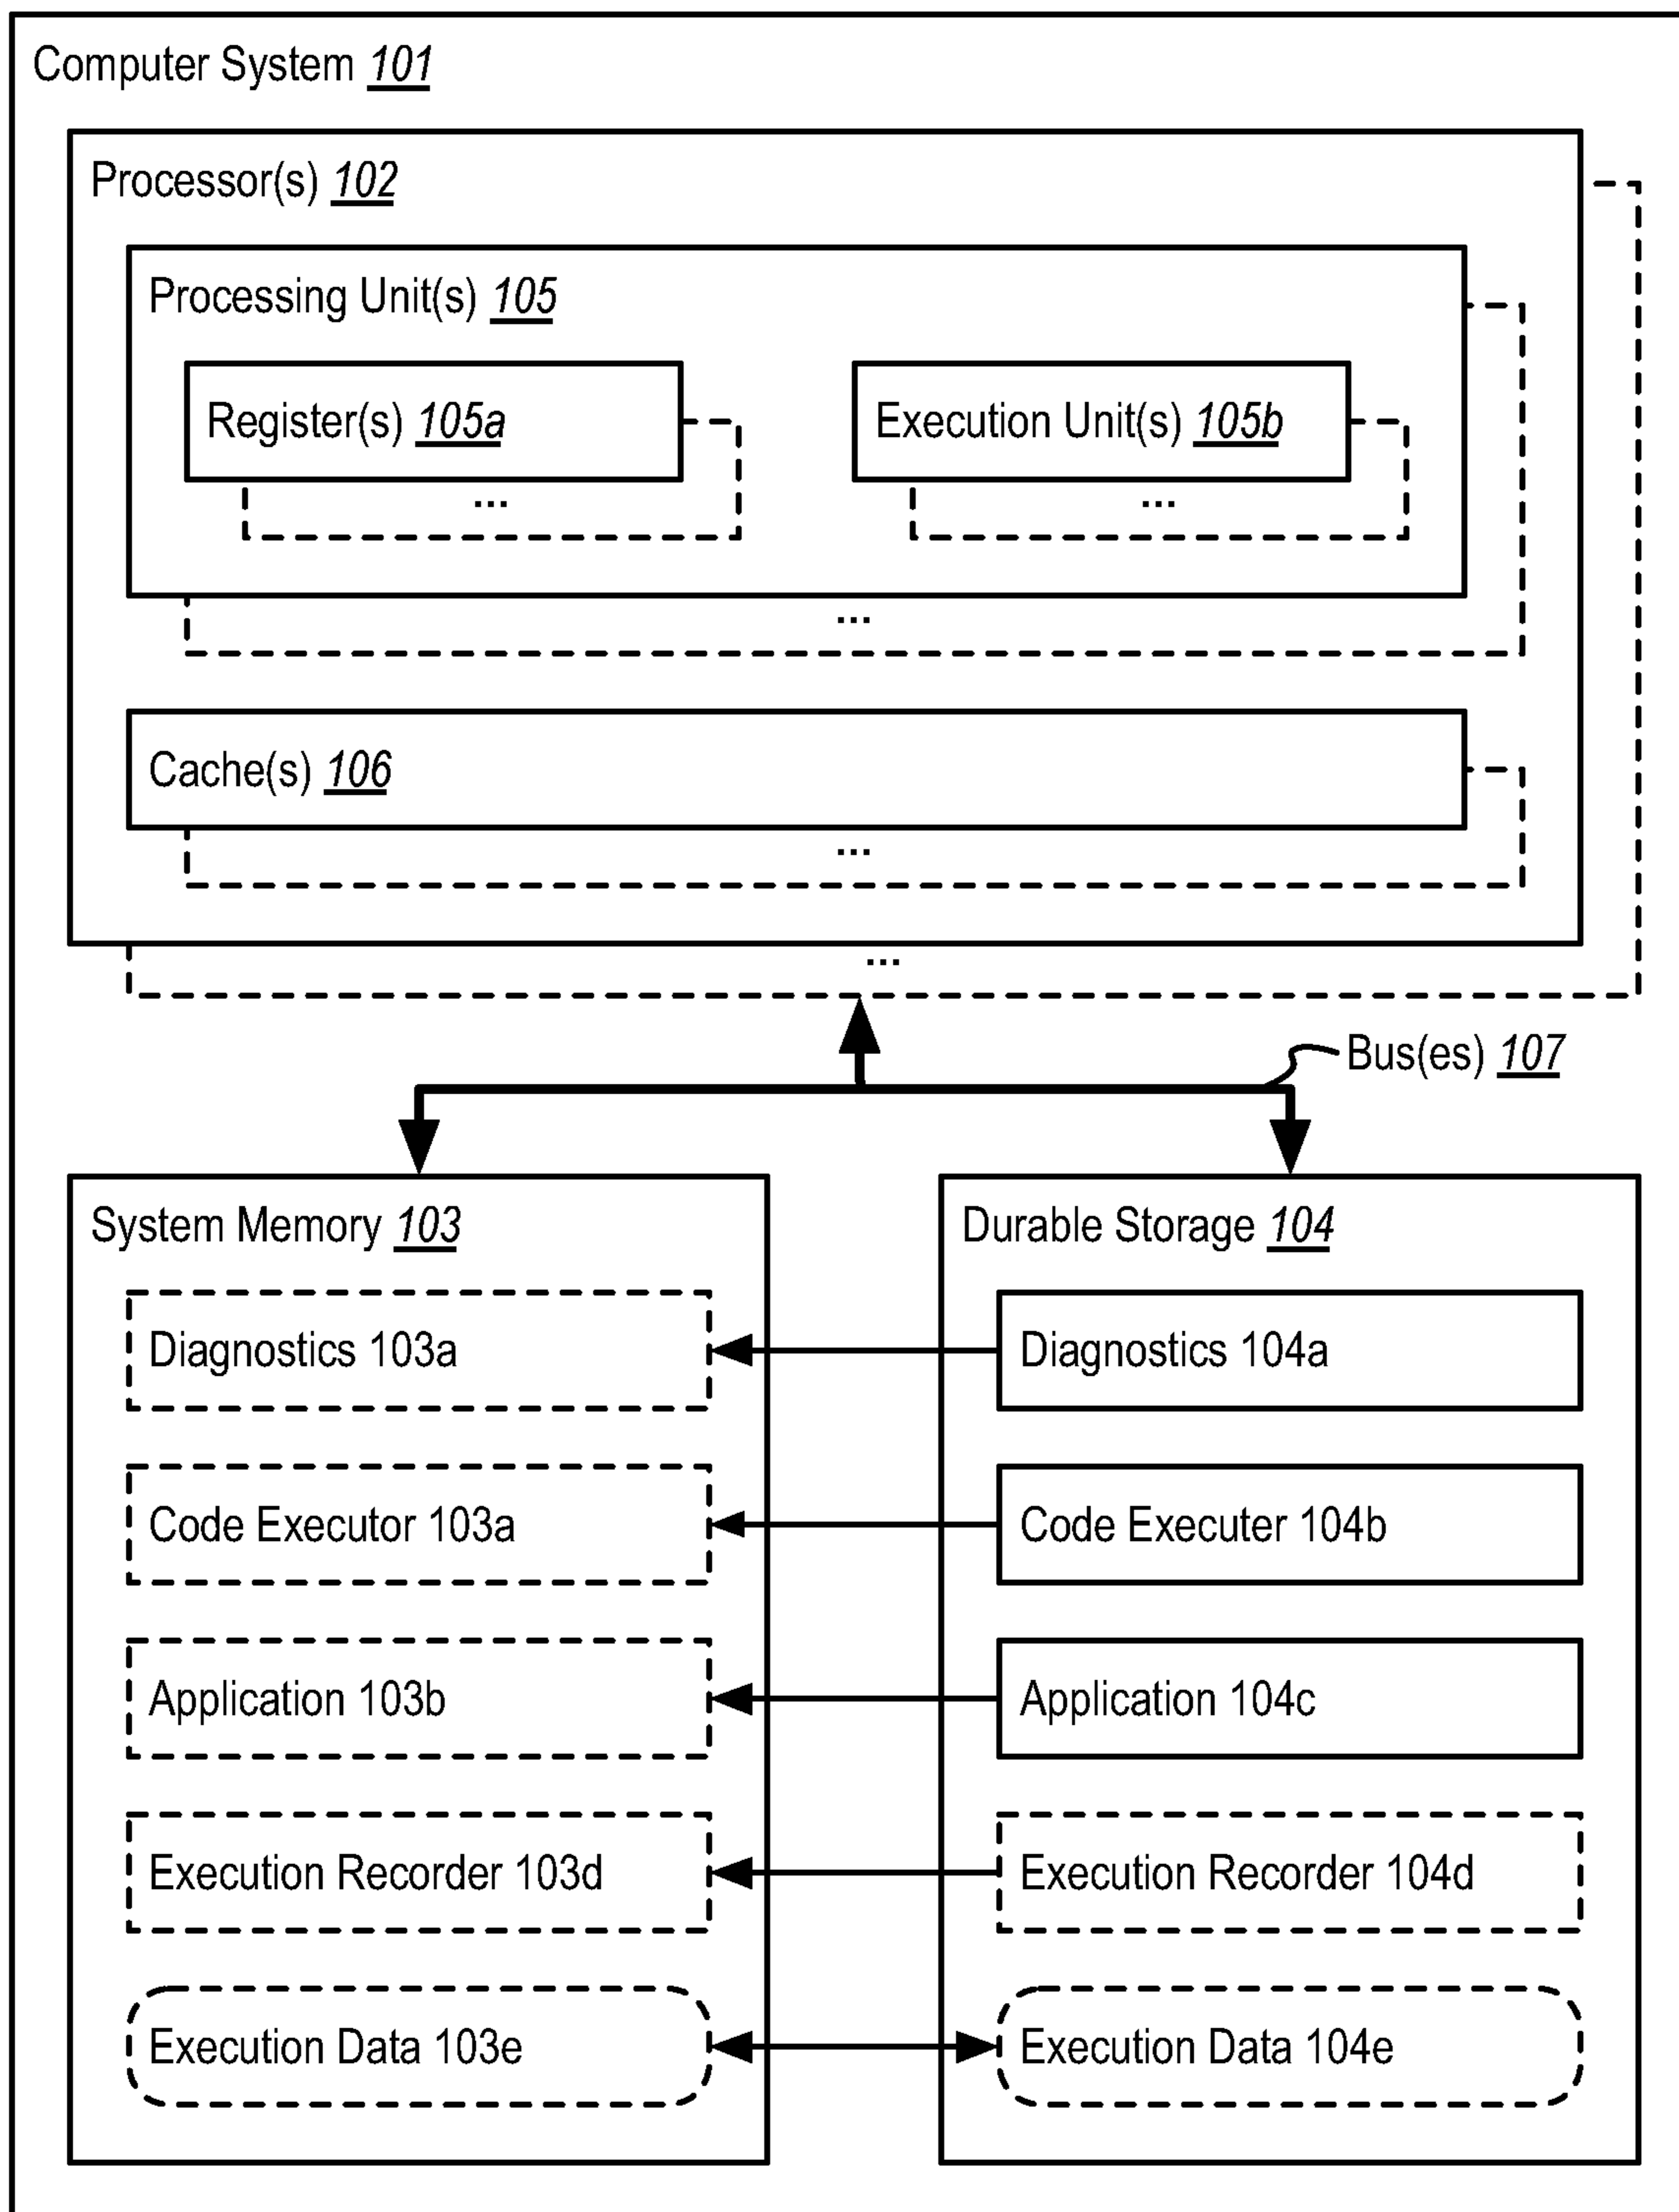 Computer System 101
Processor(s) 102
Processing Unit(s) 105
Register(s) 105a
Execution Unit(s) 105b
...
...
...
Cache(s) 106
...
...
Bus(es) 107
System Memory 103
Durable Storage 104
Diagnostics 103a
Diagnostics 104a
Code Executor 103a
Code Executer 104b
Application 103b
Application 104c
Execution Recorder 103d
Execution Recorder 104d
Execution Data 103e
Execution Data 104e